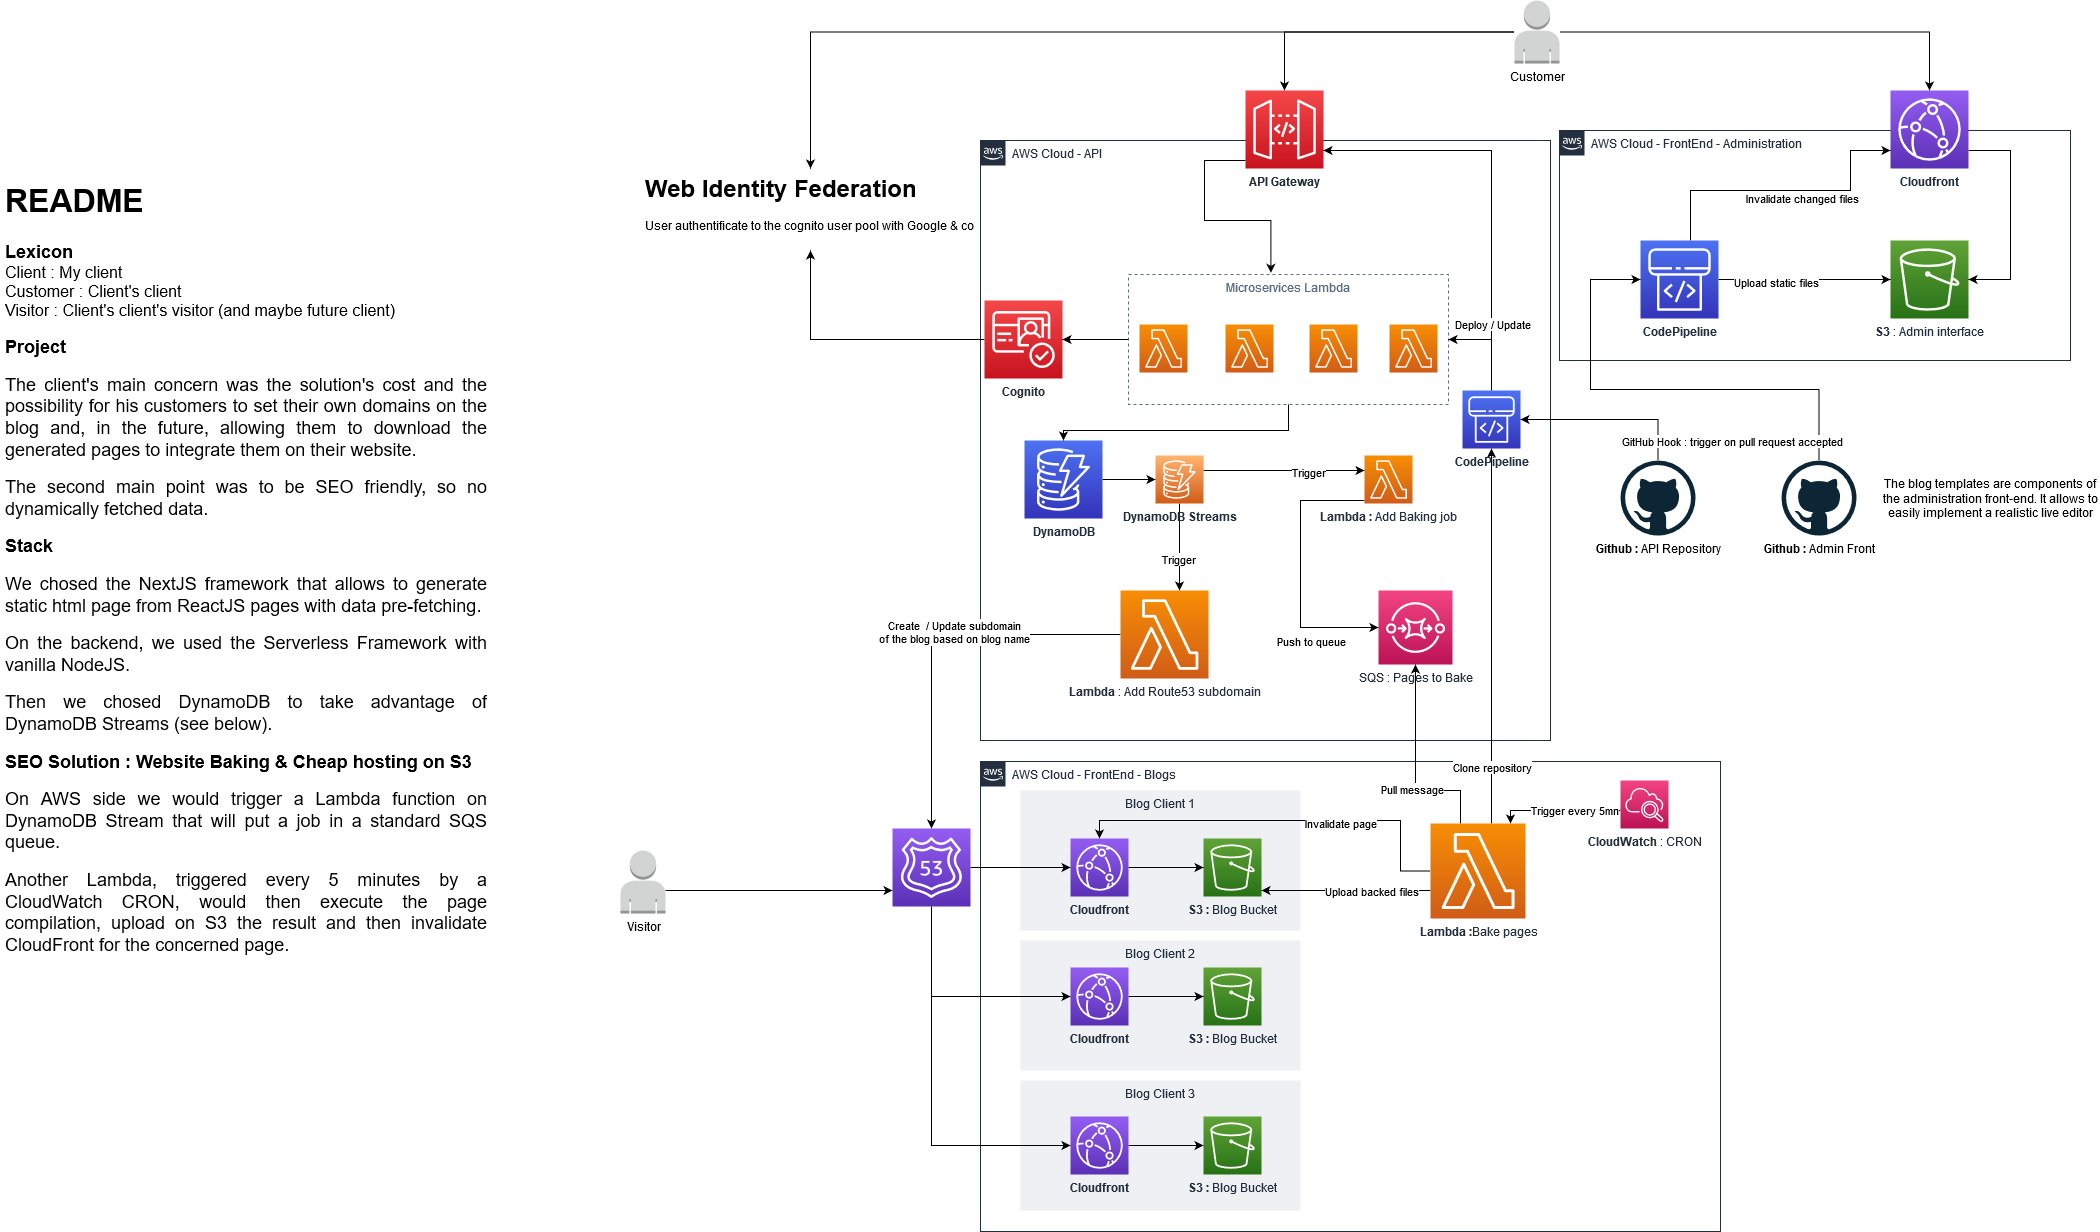 README
Lexicon
Client : My client
Customer : Client's client
Visitor : Client's client's visitor (and maybe future client)
Project
The client's main concern was the solution's cost and the
possibility for his customers to set their own domains on the
blog and, in the future, allowing them to download the
generated pages to integrate them on their website.
The second main point was to be SEO friendly, so no
dynamically fetched data.
Stack
We chosed the NextJS framework that allows to generate
static html page from ReactJS pages with data pre-fetching.
On the backend, we used the Serverless Framework with
vanilla NodeJS.
Then we chosed DynamoDB to take advantage of
DynamoDB Streams (see below).
SEO Solution : Website Baking & Cheap hosting on S3
On AWS side we would trigger a Lambda function on
DynamoDB Stream that will put a job in a standard SQS
queue.
Another Lambda, triggered every 5 minutes by a
CloudWatch CRON, would then execute the page
compilation, upload on S3 the result and then invalidate
CloudFront for the concerned page.
Customer
Web Identity Federation
User authentificate to the cognito user pool with Google & co
aws
AWS Cloud - API
API Gateway
Microservices Lambda
Cognito
Deploy / Update
CodePipeline
DynamoDB
DynamoDB Streams
Trigger
Lambda : Add Baking job
Trigger
Push to queue
SQS : Pages to Bake
Lambda : Add Route53 subdomain
Create / Update subdomain
of the blog based on blog name
aws
AWS Cloud - FrontEnd - Administration
Cloudfront
Invalidate changed files
Upload static files
CodePipeline
S3 : Admin interface
GitHub Hook : trigger on pull request accepted
Github : API Repository
Github : Admin Front
The blog templates are components of
the administration front-end. It allows to
easily implement a realistic live editor
aws
AWS Cloud - FrontEnd - Blogs
Clone repository
Pull message
Blog Client 1
Invalidate page
Cloudfront
S3 : Blog Bucket
Upload backed files
Trigger every 5mn
CloudWatch : CRON
Lambda :Bake pages
53
Visitor
Blog Client 2
Cloudfront
S3 : Blog Bucket
Blog Client 3
Cloudfront
S3 : Blog Bucket